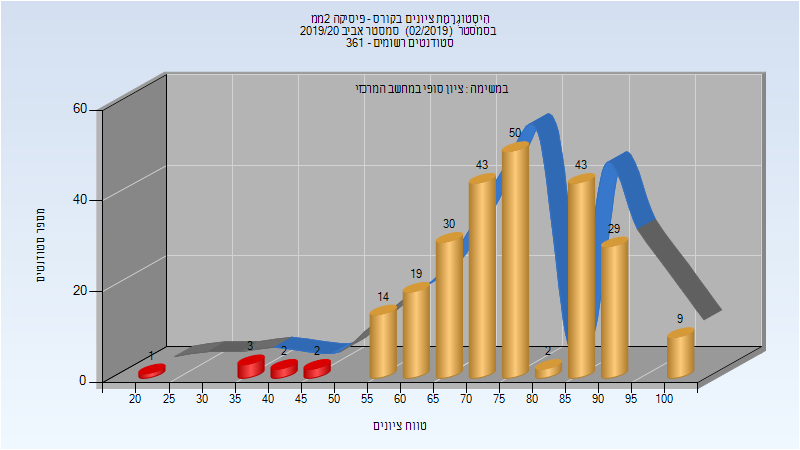 היסטוגרמת ציונים בקורס - פיסיקה 2ממ
בסמסטר (02/2019) סמסטר אביב 2019/20
סטודנטים רשומים - 361
במשימה : ציון סופי במחשב המרכזי
מספר סטודנטים
60
40
20
0
1
3
2
2
14
19
30
43
50
2
43
29
9
20 25 30 35 40 45 50 55 60 65 70 75 80 85 90 95 100
טווח ציונים